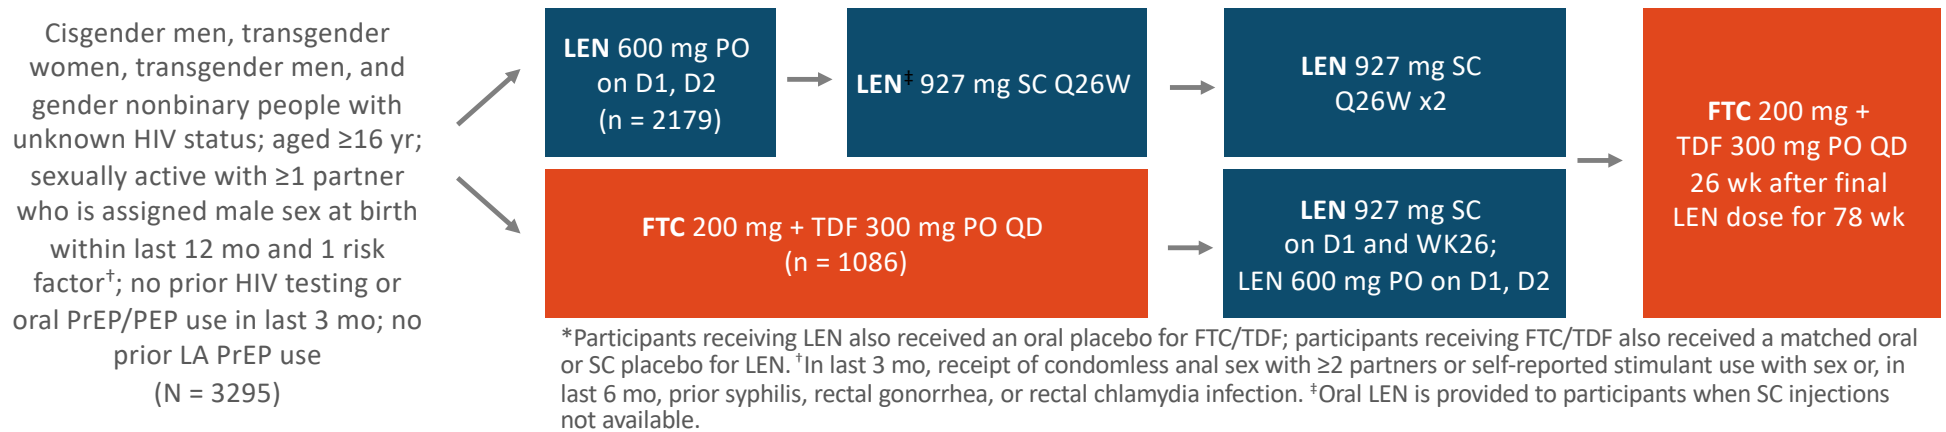 Cisgender men, transgender
women, transgender men, and
gender nonbinary people with
unknown HIV status; aged ≥16 yr;
sexually active with ≥1 partner
who is assigned male sex at birth
within last 12 mo and 1 risk
factor†; no prior HIV testing or
oral PrEP/PEP use in last 3 mo; no
prior LA PrEP use
(N = 3295)
LEN 600 mg PO
on D1, D2
(n = 2179)
LEN‡ 927 mg SC Q26W
LEN 927 mg SC
Q26W x2
FTC 200 mg + TDF 300 mg PO QD
(n = 1086)
LEN 927 mg SC
on D1 and WK26;
LEN 600 mg PO on D1, D2
FTC 200 mg +
TDF 300 mg PO QD
26 wk after final
LEN dose for 78 wk
*Participants receiving LEN also received an oral placebo for FTC/TDF; participants receiving FTC/TDF also received a matched oral
or SC placebo for LEN. †In last 3 mo, receipt of condomless anal sex with ≥2 partners or self-reported stimulant use with sex or, in
last 6 mo, prior syphilis, rectal gonorrhea, or rectal chlamydia infection. ‡Oral LEN is provided to participants when SC injections
not available.